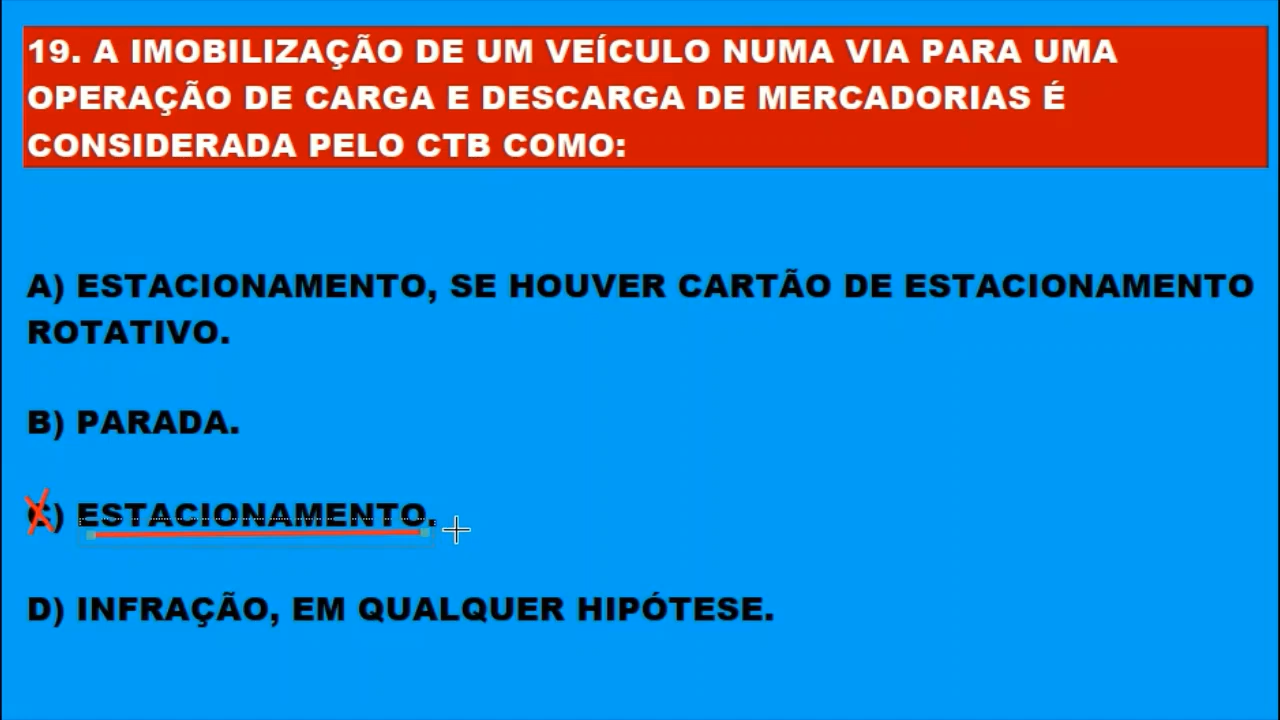 19. A IMOBILIZAÇÃO DE UM VEÍCULO NUMA VIA PARA UMA
OPERAÇÃO DE CARGA E DESCARGA DE MERCADORIAS É
CONSIDERADA PELO CTB COMO:
A) ESTACIONAMENTO, SE HOUVER CARTÃO DE ESTACIONAMENTO
ROTATIVO.
B) PARADA.
C) ESTACIONAMENTO.
D) INFRAÇÃO, EM QUALQUER HIPÓTESE.